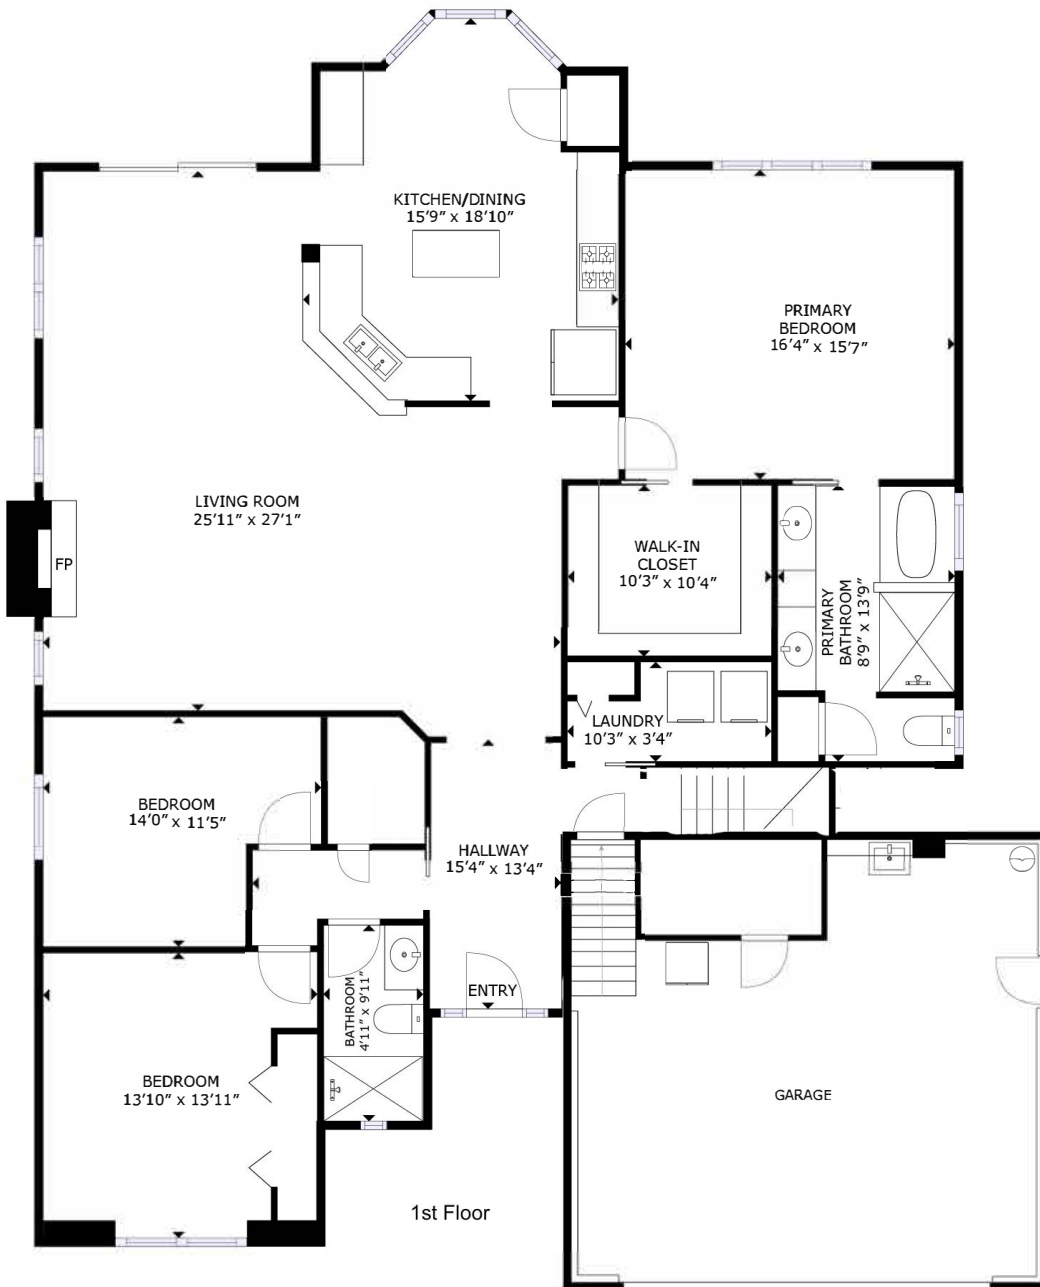 KITCHEN/DINING
15'9" x 18'10"
PRIMARY
BEDROOM
16'4" x 15'7"
LIVING ROOM
25'11" x 27'1"
FP
WALK-IN
CLOSET
10'3" x 10'4"
PRIMARY
BATHROOM
8'9" x 13'9"
LAUNDRY
10'3" x 3'4"
BEDROOM
14'0" x 11'5"
HALLWAY
15'4" x 13'4"
ENTRY
BATHROOM
4'11" x 9'11"
BEDROOM
13'10" x 13'11"
GARAGE
1st Floor